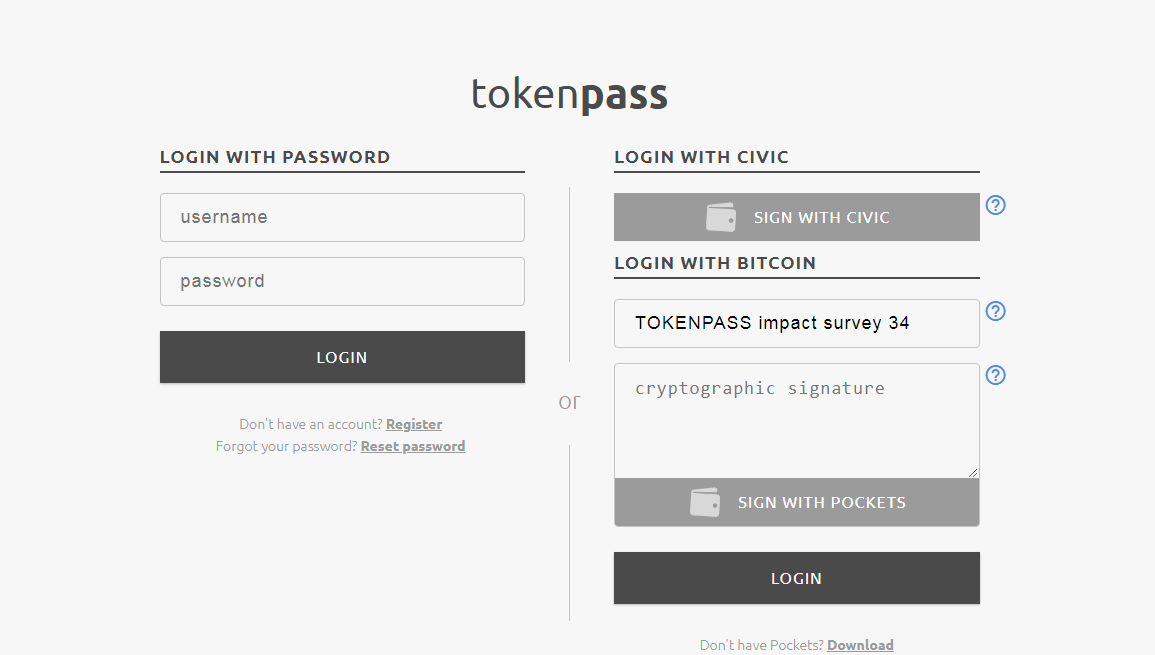 tokenpass
LOGIN WITH PASSWORD
username
password
LOGIN
Don't have an account? Register
Forgot your password? Reset password
or
LOGIN WITH CIVIC
SIGN WITH CIVIC
?
LOGIN WITH BITCOIN
TOKENPASS impact survey 34
?
cryptographic signature
?
SIGN WITH POCKETS
LOGIN
Don't have Pockets? Download